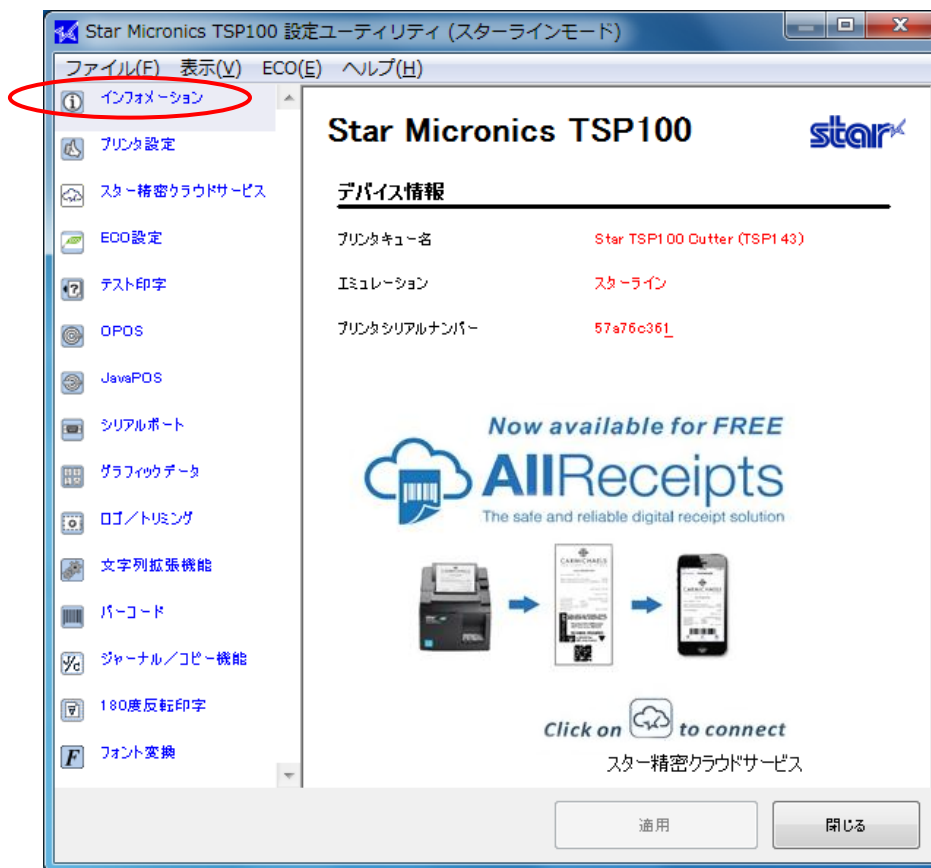 Star Micronics TSP100 設定ユーティリティ (スターラインモード)
ファイル(F) 表示(V) ECO(E) ヘルプ(H)
インフォメーション
プリンタ設定
スター精密クラウドサービス
ECO設定
テスト印字
OPOS
JavaPOS
シリアルポート
グラフィックデータ
ロゴ/トリミング
文字列拡張機能
バーコード
ジャーナル/コピー機能
180度反転印字
フォント変換
Star Micronics TSP100
star
デバイス情報
プリンタキュー名 Star TSP100 Cutter (TSP143)
エミュレーション スターライン
プリンタシリアルナンバー 57a76c361_
Now available for FREE
AllReceipts
The safe and reliable digital receipt solution
CARMICHAELS
Click on to connect
スター精密クラウドサービス
適用 閉じる